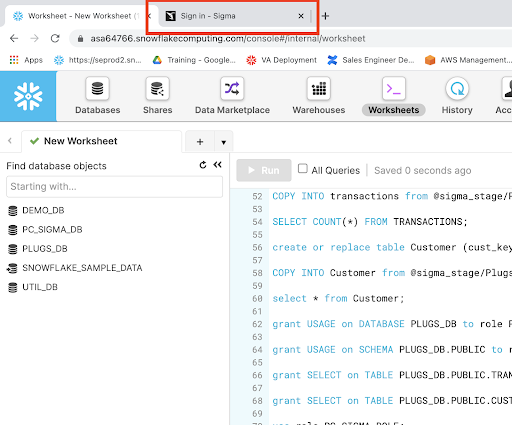 Worksheet - New Worksheet (
Sign in - Sigma
asa64766.snowflakecomputing.com/console#/internal/worksheet
Apps https://seprod2.snow... Training - Google... VA Deployment Sales Engineer De... AWS Management...
Databases Shares Data Marketplace Warehouses Worksheets History Acco
New Worksheet
Find database objects
Starting with...
DEMO_DB
PC_SIGMA_DB
PLUGS_DB
SNOWFLAKE_SAMPLE_DATA
UTIL_DB
Run All Queries Saved 0 seconds ago
52 COPY INTO transactions from @sigma_stage/P
53
54 SELECT COUNT(*) FROM TRANSACTIONS;
55
56 create or replace table Customer (cust_key
57
58 COPY INTO Customer from @sigma_stage/Plugs
59
60 select * from Customer;
61
62 grant USAGE on DATABASE PLUGS_DB to role P
63
64 grant USAGE on SCHEMA PLUGS_DB.PUBLIC to r
65
66 grant SELECT on TABLE PLUGS_DB.PUBLIC.TRAN
67
68 grant SELECT on TABLE PLUGS_DB.PUBLIC.CUST
69